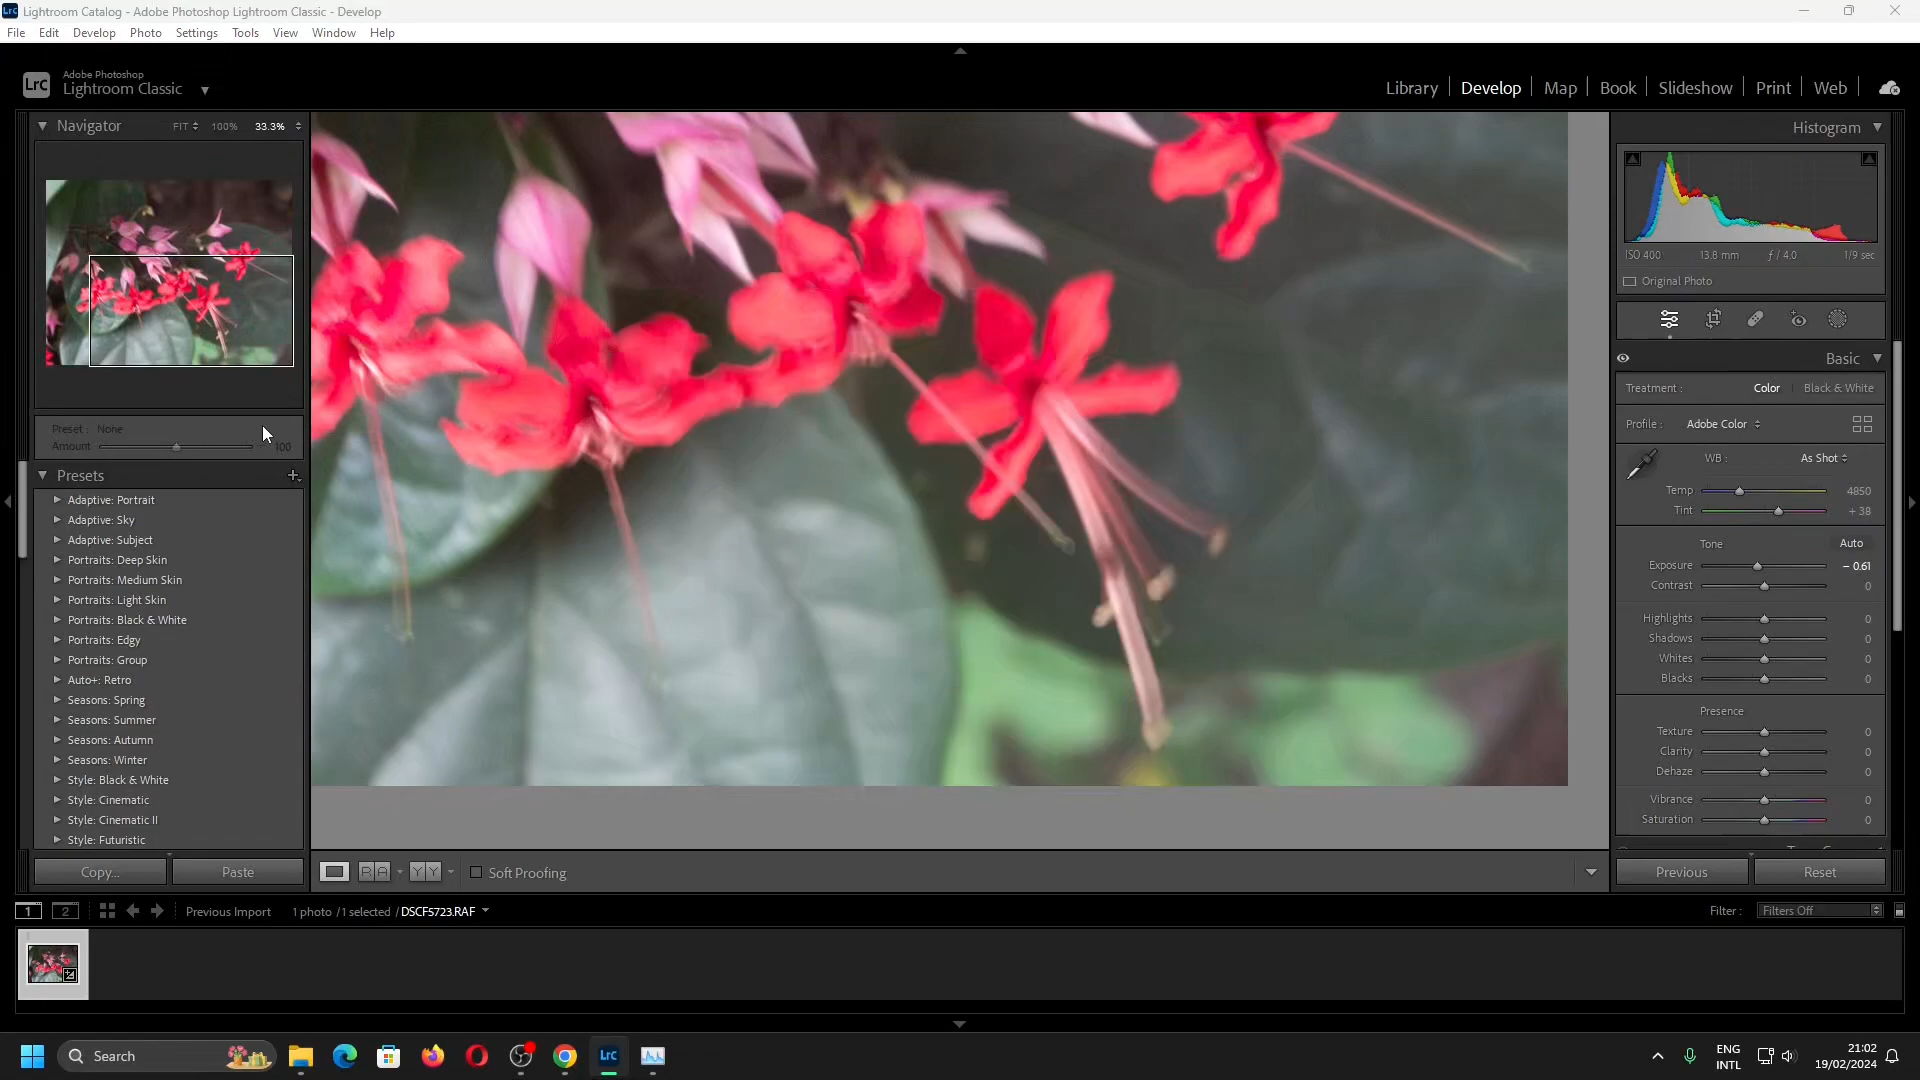 Lightroom Catalog - Adobe Photoshop Lightroom Classic - Develop
File Edit Develop Photo Settings Tools View Window Help
LrC Adobe Photoshop
Lightroom Classic
Library Develop Map Book Slideshow Print Web
Navigator FIT 100% 33.3%
Preset : None
Amount 100
Presets
Adaptive: Portrait
Adaptive: Sky
Adaptive: Subject
Portraits: Deep Skin
Portraits: Medium Skin
Portraits: Light Skin
Portraits: Black & White
Portraits: Edgy
Portraits: Group
Auto+: Retro
Seasons: Spring
Seasons: Summer
Seasons: Autumn
Seasons: Winter
Style: Black & White
Style: Cinematic
Style: Cinematic II
Style: Futuristic
Copy... Paste
Soft Proofing
Histogram
ISO 400 13.8 mm ƒ / 4.0 1/9 sec
Original Photo
Basic
Treatment : Color Black & White
Profile : Adobe Color
WB : As Shot
Temp 4850
Tint + 38
Tone Auto
Exposure – 0.61
Contrast 0
Highlights 0
Shadows 0
Whites 0
Blacks 0
Presence
Texture 0
Clarity 0
Dehaze 0
Vibrance 0
Saturation 0
Previous Reset
1 2 Previous Import 1 photo / 1 selected / DSCF5723.RAF
Filter : Filters Off
Search
LrC
ENG
INTL
21:02
19/02/2024